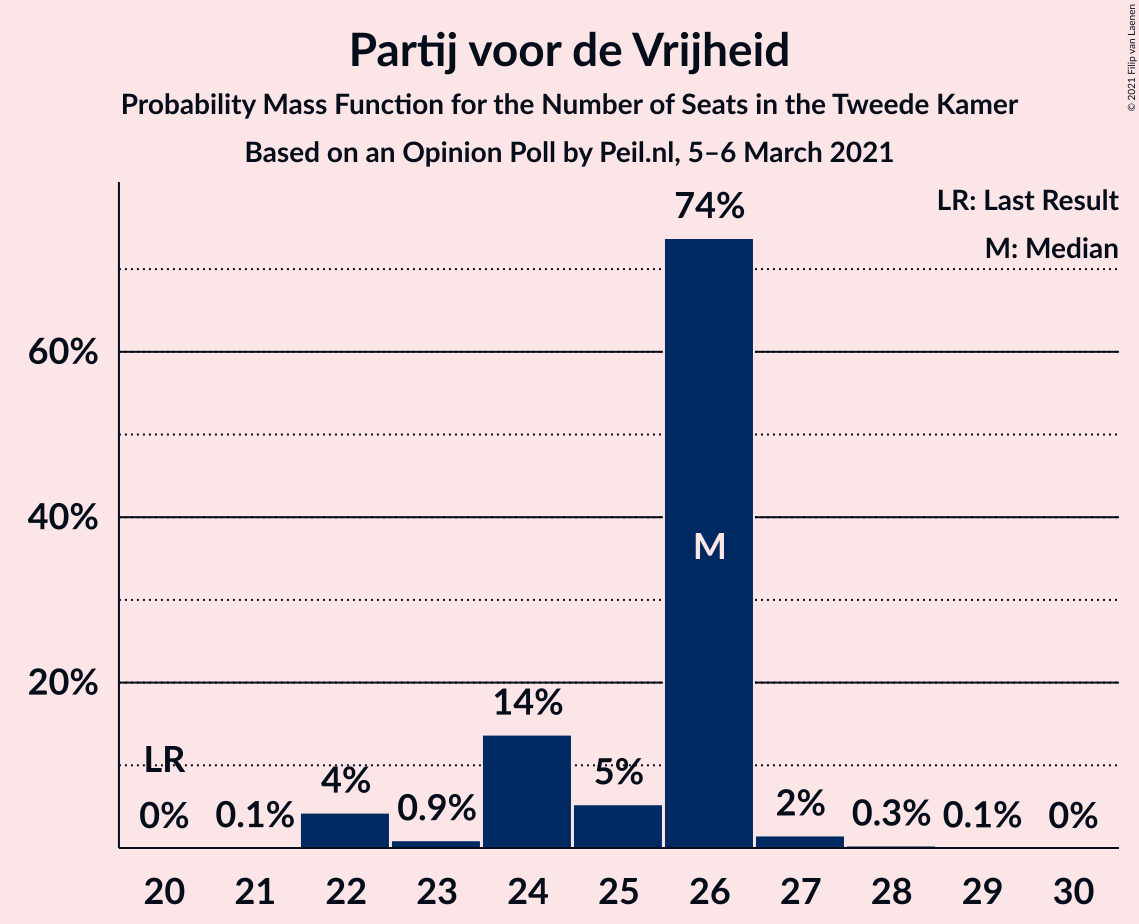 Partij voor de Vrijheid
Probability Mass Function for the Number of Seats in the Tweede Kamer
Based on an Opinion Poll by Peil.nl, 5–6 March 2021
© 2021 Filip van Laenen
LR: Last Result
M: Median
60%
40%
20%
LR
0%
0.1%
4%
0.9%
14%
5%
74%
M
2%
0.3%
0.1%
0%
20 21 22 23 24 25 26 27 28 29 30